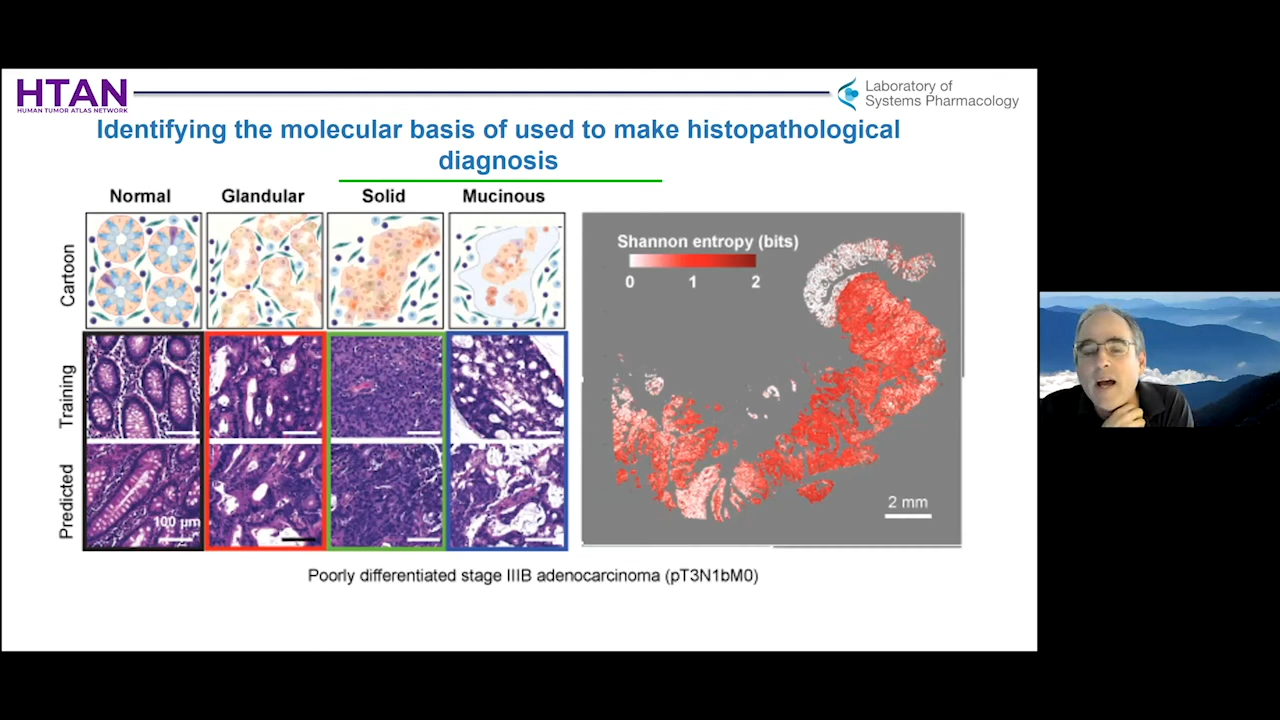 HTAN
HUMAN TUMOR ATLAS NETWORK
Laboratory of
Systems Pharmacology
Identifying the molecular basis of used to make histopathological
diagnosis
Normal
Glandular
Solid
Mucinous
Cartoon
Training
Predicted
100 µm
Shannon entropy (bits)
0 1 2
2 mm
Poorly differentiated stage IIIB adenocarcinoma (pT3N1bM0)